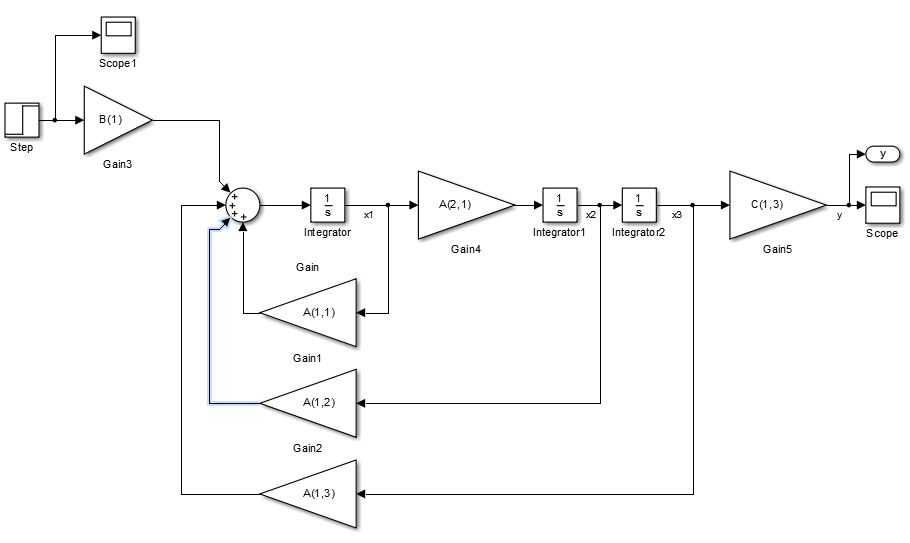 Scope1
Step
B(1)
Gain3
+
+
+
+
1
s
Integrator
x1
A(2,1)
Gain4
1
s
Integrator1
x2
1
s
Integrator2
x3
C(1,3)
Gain5
y
y
Scope
Gain
A(1,1)
Gain1
A(1,2)
Gain2
A(1,3)